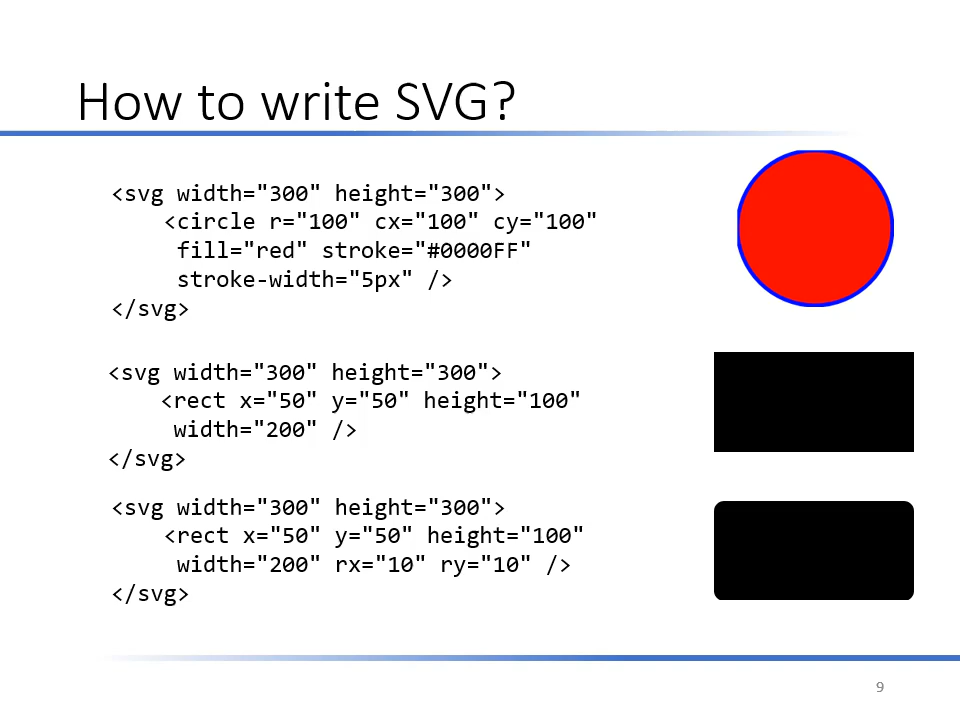 How to write SVG?
<svg width="300" height="300">
<circle r="100" cx="100" cy="100"
fill="red" stroke="#0000FF"
stroke-width="5px" />
</svg>
<svg width="300" height="300">
<rect x="50" y="50" height="100"
width="200" />
</svg>
<svg width="300" height="300">
<rect x="50" y="50" height="100"
width="200" rx="10" ry="10" />
</svg>
9